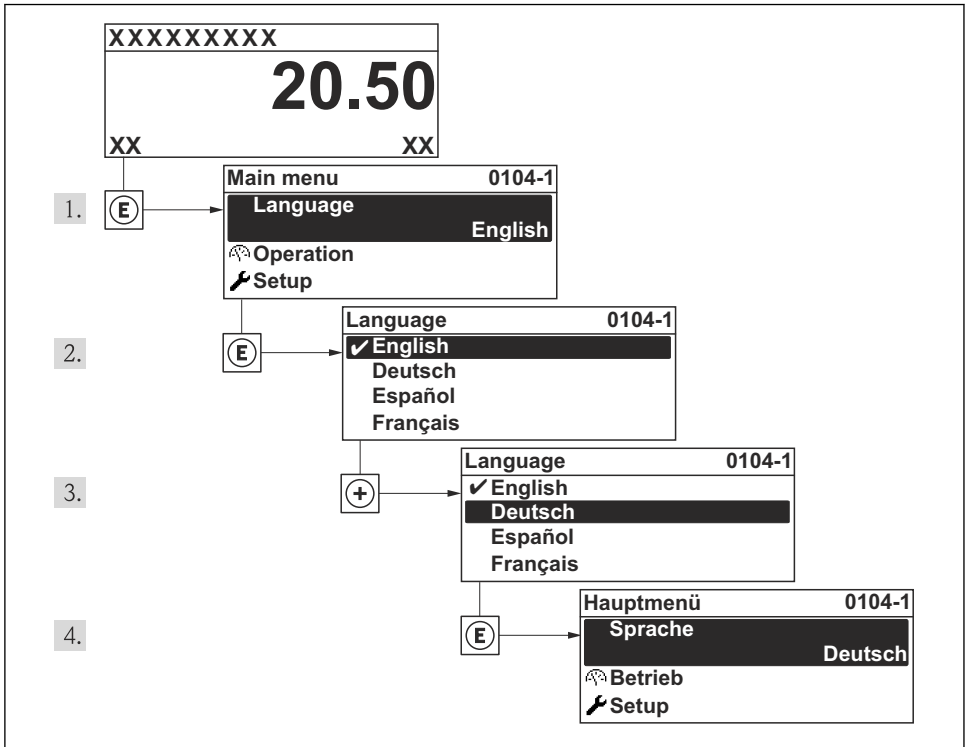 XXXXXXXXX
20.50
XX XX
1.
E
Main menu 0104-1
Language
English
Operation
Setup
2.
E
Language 0104-1
✔ English
Deutsch
Español
Français
3.
+
Language 0104-1
✔ English
Deutsch
Español
Français
4.
E
Hauptmenü 0104-1
Sprache
Deutsch
Betrieb
Setup